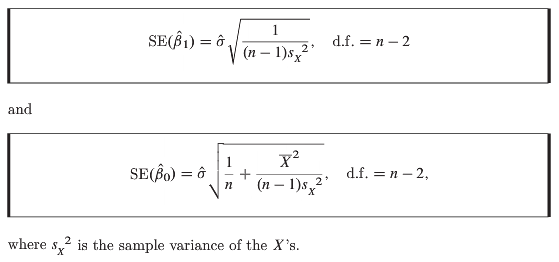 SE(β̂₁) = σ̂ √(1 / ((n − 1)s_X²)), d.f. = n − 2
and
SE(β̂₀) = σ̂ √(1/n + X̄² / ((n − 1)s_X²)), d.f. = n − 2,
where s_X² is the sample variance of the X's.